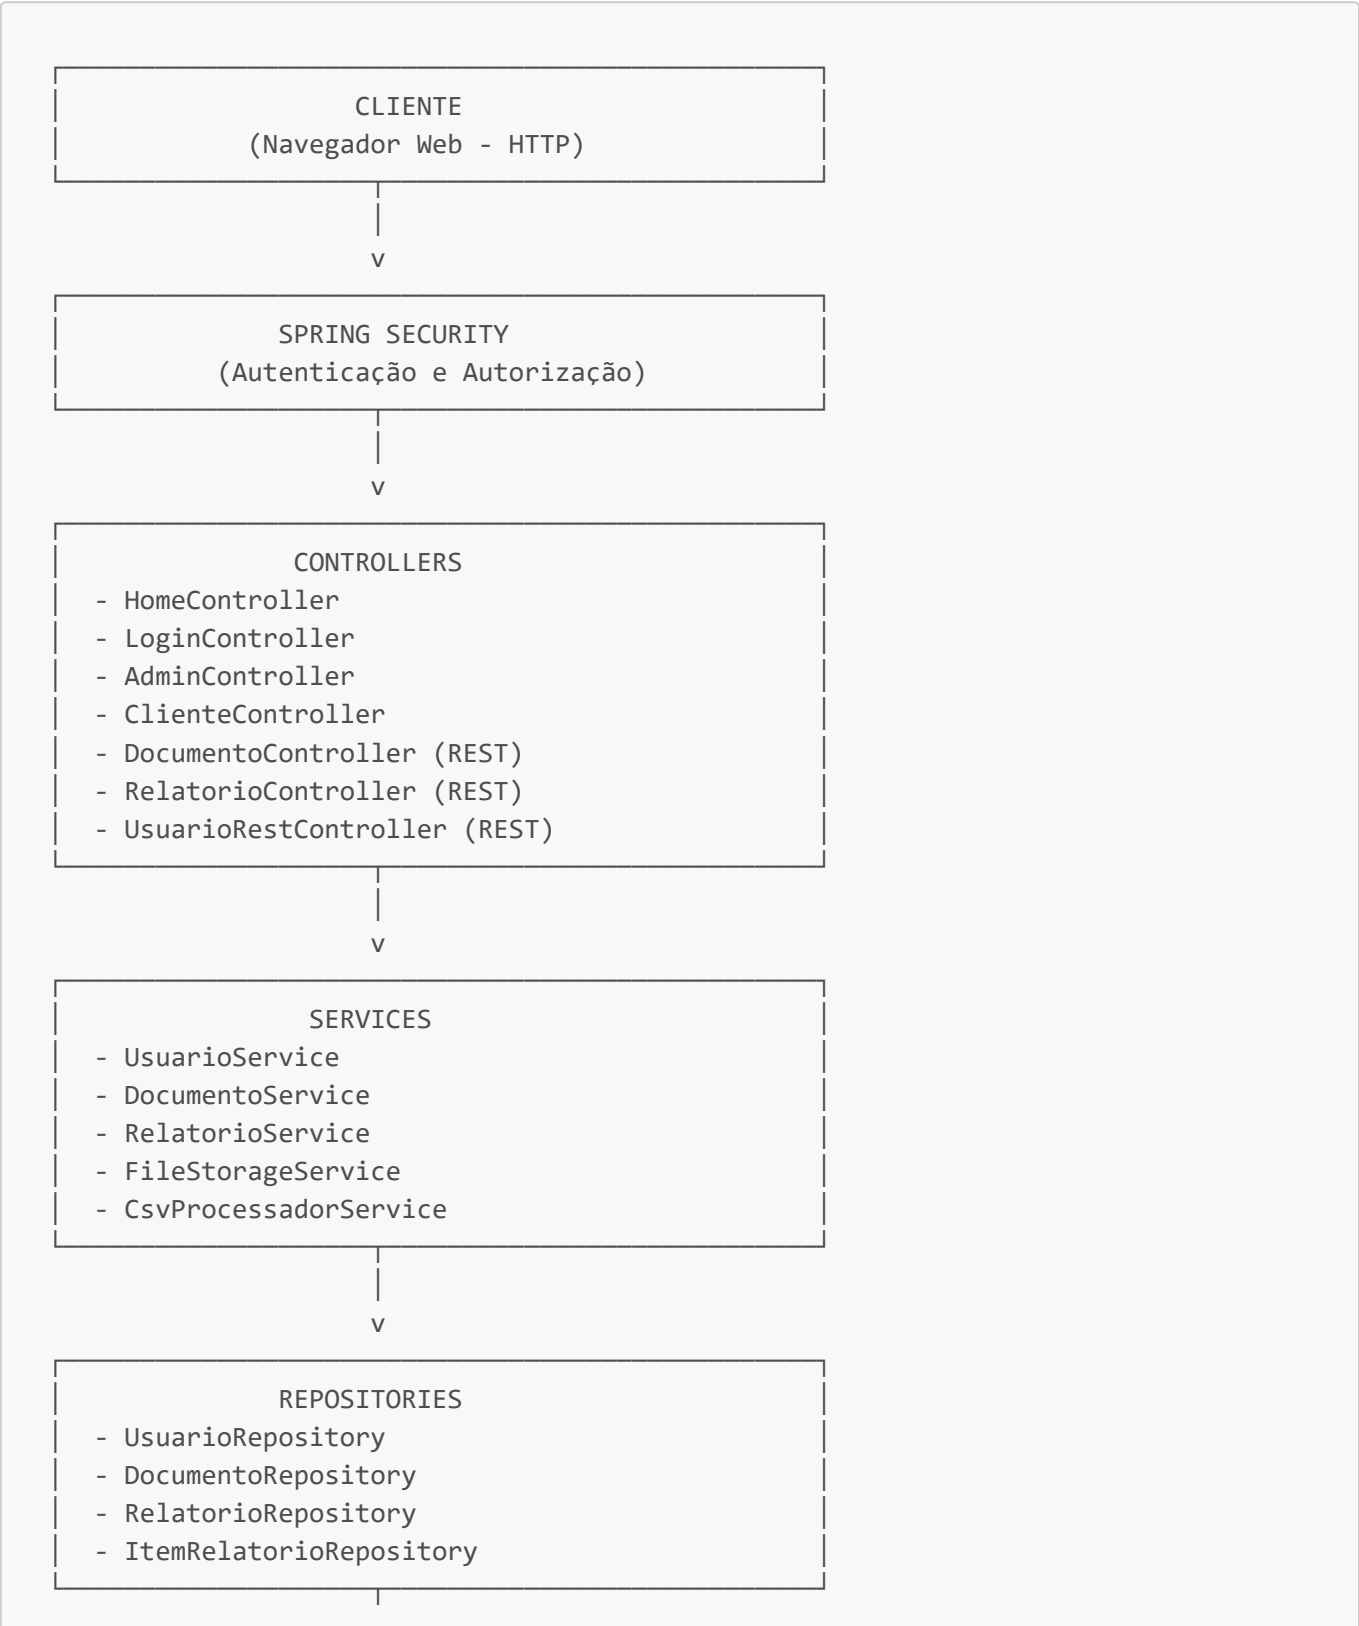 CLIENTE
(Navegador Web - HTTP)
v
SPRING SECURITY
(Autenticação e Autorização)
v
CONTROLLERS
- HomeController
- LoginController
- AdminController
- ClienteController
- DocumentoController (REST)
- RelatorioController (REST)
- UsuarioRestController (REST)
v
SERVICES
- UsuarioService
- DocumentoService
- RelatorioService
- FileStorageService
- CsvProcessadorService
v
REPOSITORIES
- UsuarioRepository
- DocumentoRepository
- RelatorioRepository
- ItemRelatorioRepository